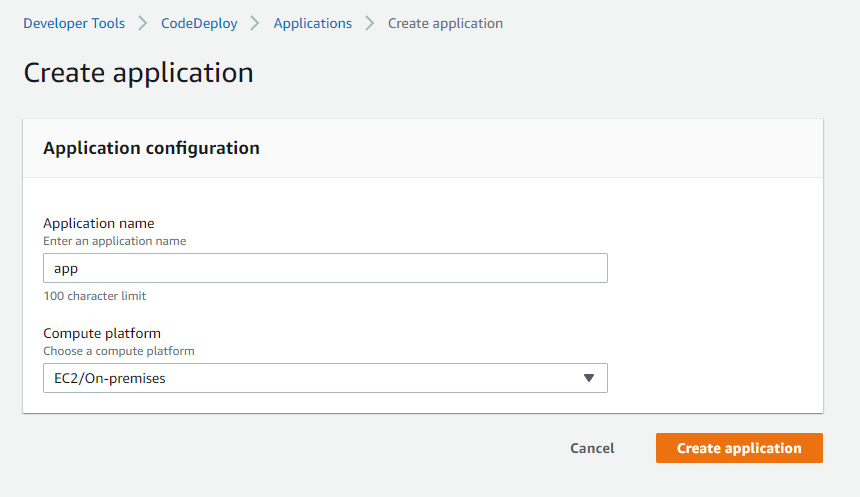 Developer Tools > CodeDeploy > Applications > Create application
Create application
Application configuration
Application name
Enter an application name
app
100 character limit
Compute platform
Choose a compute platform
EC2/On-premises
Cancel Create application